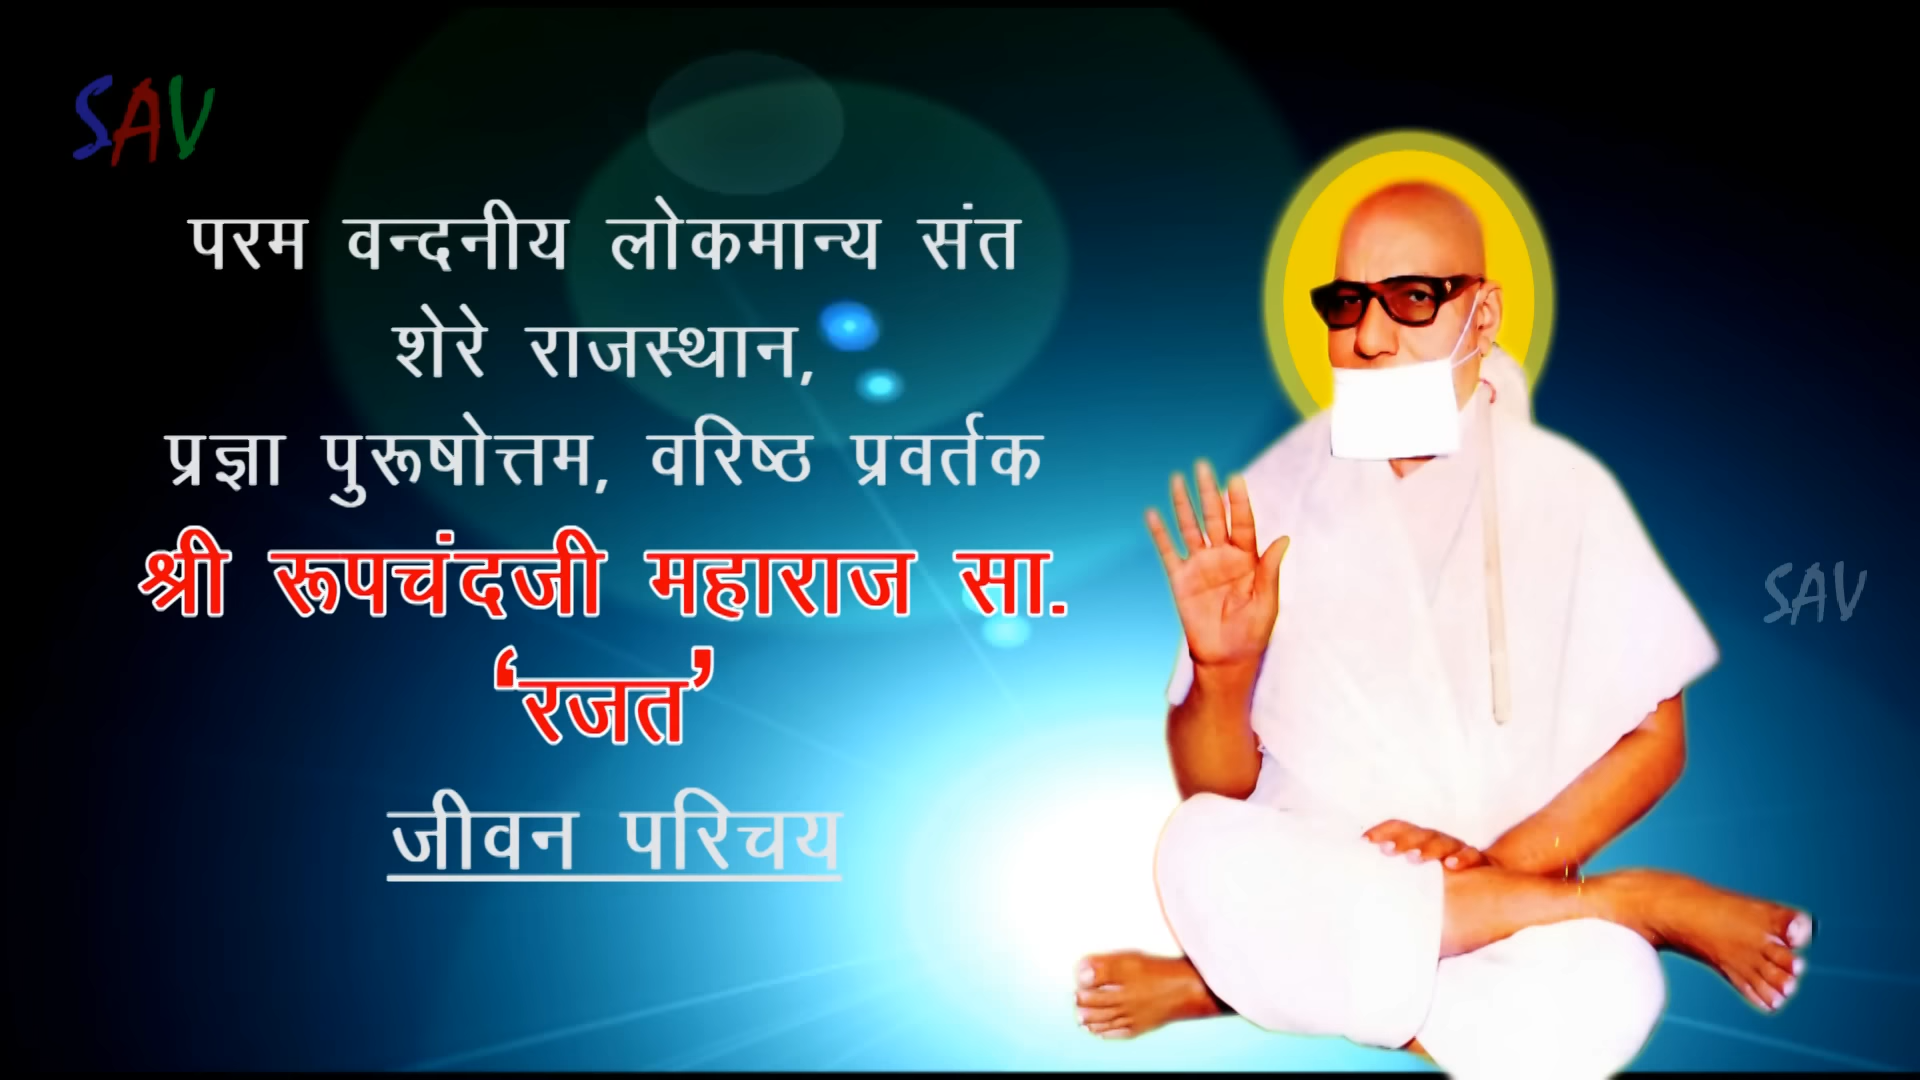 SAV
परम वन्दनीय लोकमान्य संत
शेरे राजस्थान,
प्रज्ञा पुरूषोत्तम, वरिष्ठ प्रवर्तक
श्री रूपचंदजी महाराज सा.
‘रजत’
जीवन परिचय
SAV